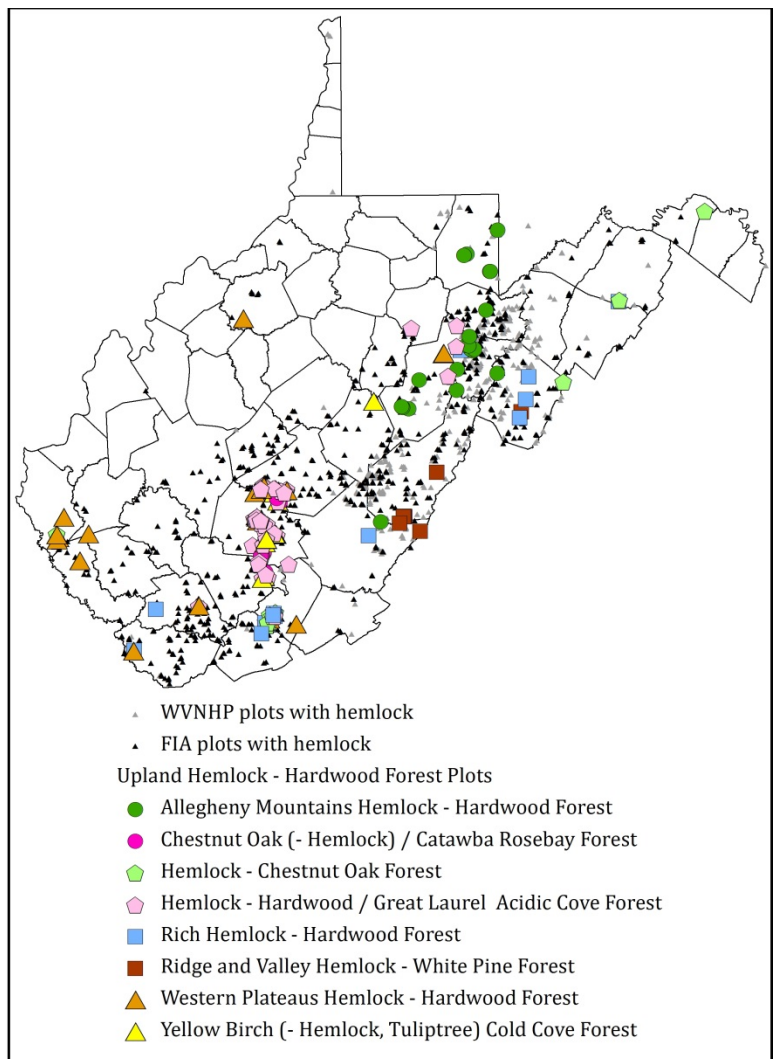 WVNHP plots with hemlock
FIA plots with hemlock
Upland Hemlock - Hardwood Forest Plots
Allegheny Mountains Hemlock - Hardwood Forest
Chestnut Oak (- Hemlock) / Catawba Rosebay Forest
Hemlock - Chestnut Oak Forest
Hemlock - Hardwood / Great Laurel Acidic Cove Forest
Rich Hemlock - Hardwood Forest
Ridge and Valley Hemlock - White Pine Forest
Western Plateaus Hemlock - Hardwood Forest
Yellow Birch (- Hemlock, Tuliptree) Cold Cove Forest